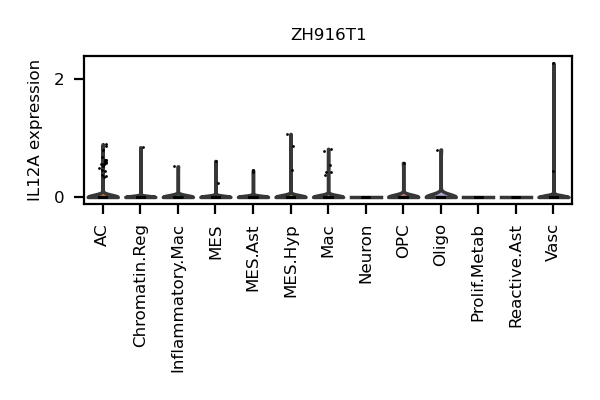 ZH916T1
IL12A expression
2
0
AC
Chromatin.Reg
Inflammatory.Mac
MES
MES.Ast
MES.Hyp
Mac
Neuron
OPC
Oligo
Prolif.Metab
Reactive.Ast
Vasc